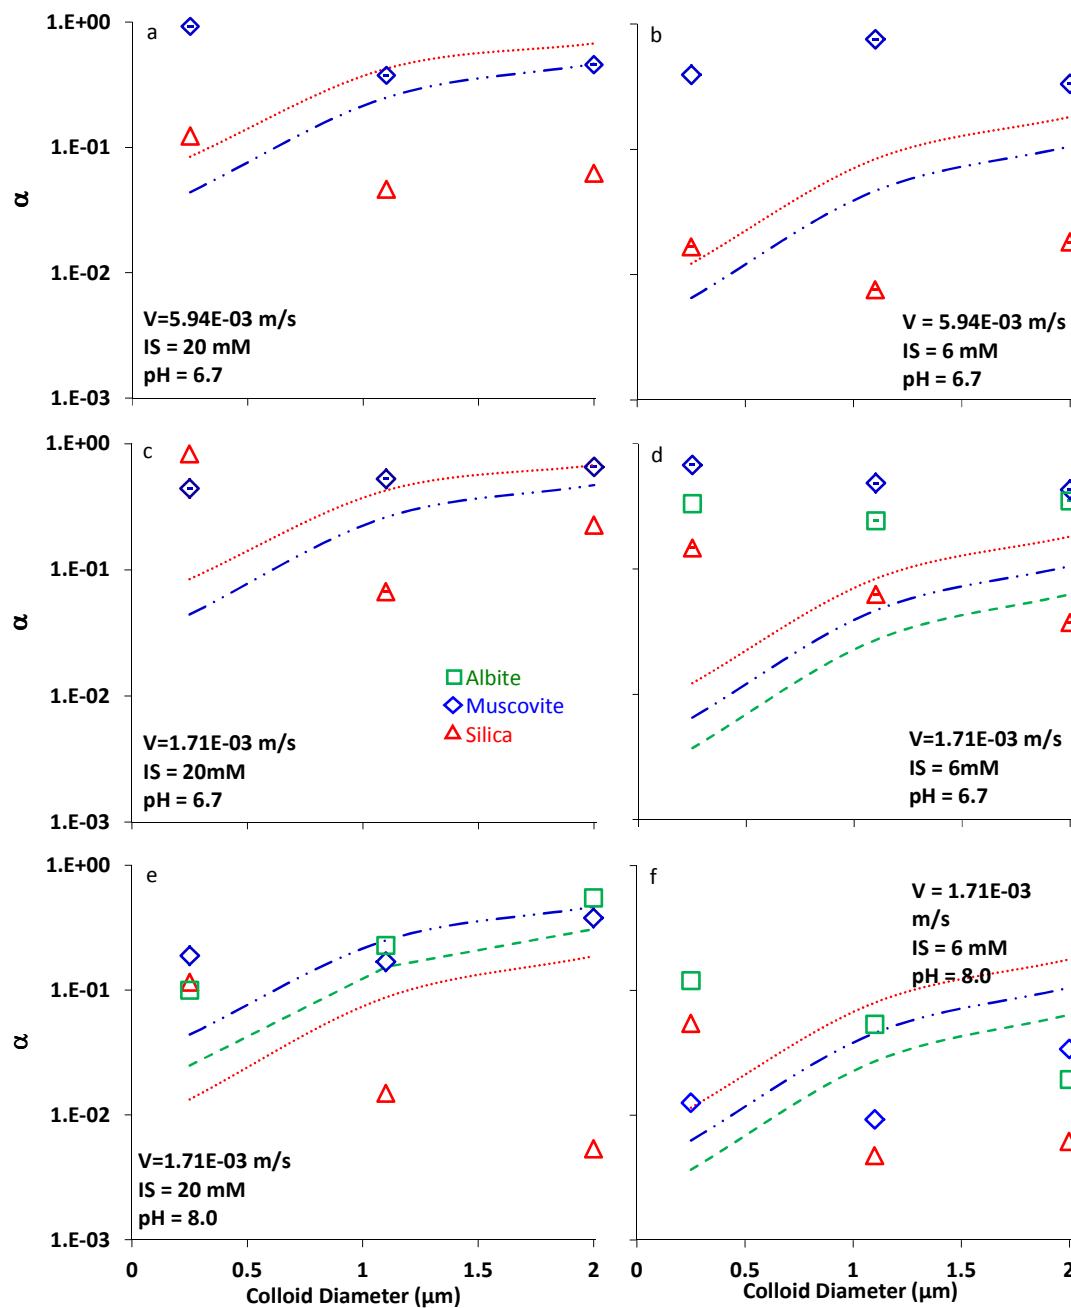 a
b
1.E+00
1.E-01
1.E-02
1.E-03
α
V=5.94E-03 m/s
IS = 20 mM
pH = 6.7
V = 5.94E-03 m/s
IS = 6 mM
pH = 6.7
c
d
1.E+00
1.E-01
1.E-02
1.E-03
α
Albite
Muscovite
Silica
V=1.71E-03 m/s
IS = 20mM
pH = 6.7
V=1.71E-03 m/s
IS = 6mM
pH = 6.7
e
f
1.E+00
1.E-01
1.E-02
1.E-03
α
V = 1.71E-03
m/s
IS = 6 mM
pH = 8.0
V=1.71E-03 m/s
IS = 20 mM
pH = 8.0
0 0.5 1 1.5 2
Colloid Diameter (µm)
0 0.5 1 1.5 2
Colloid Diameter (µm)